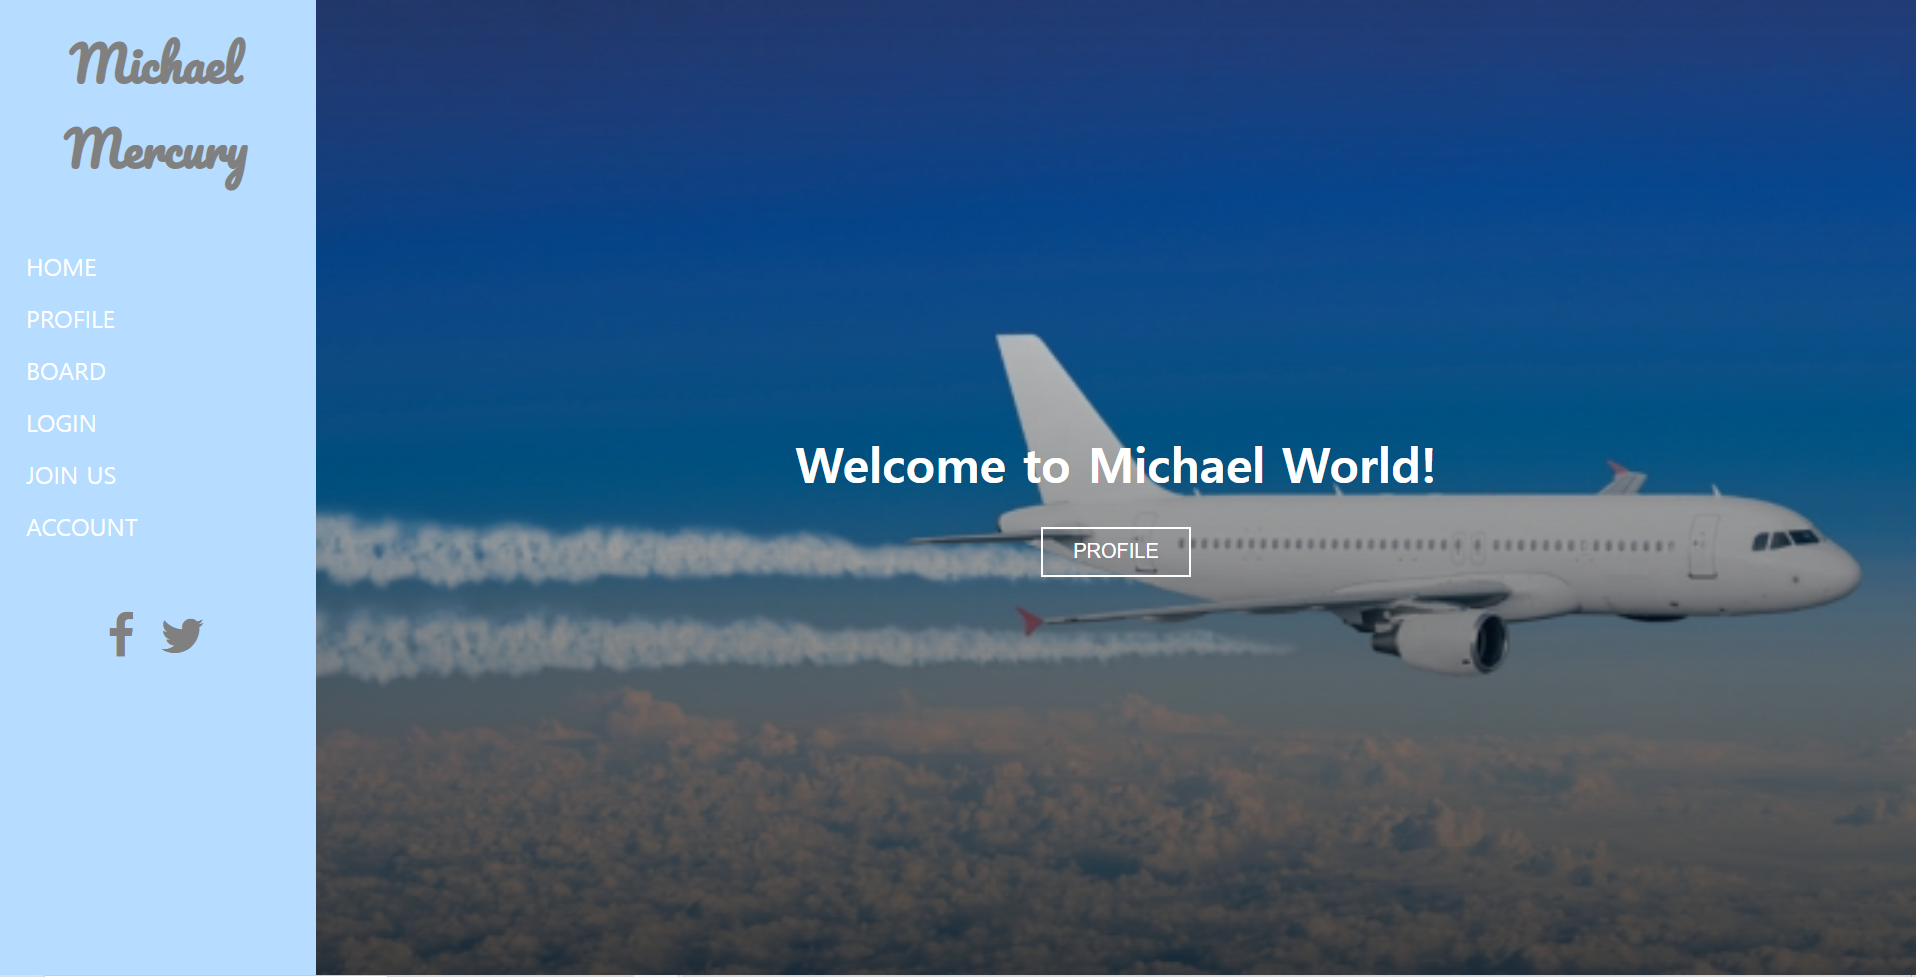 Michael
Mercury
HOME
PROFILE
BOARD
LOGIN
JOIN US
ACCOUNT
Welcome to Michael World!
PROFILE